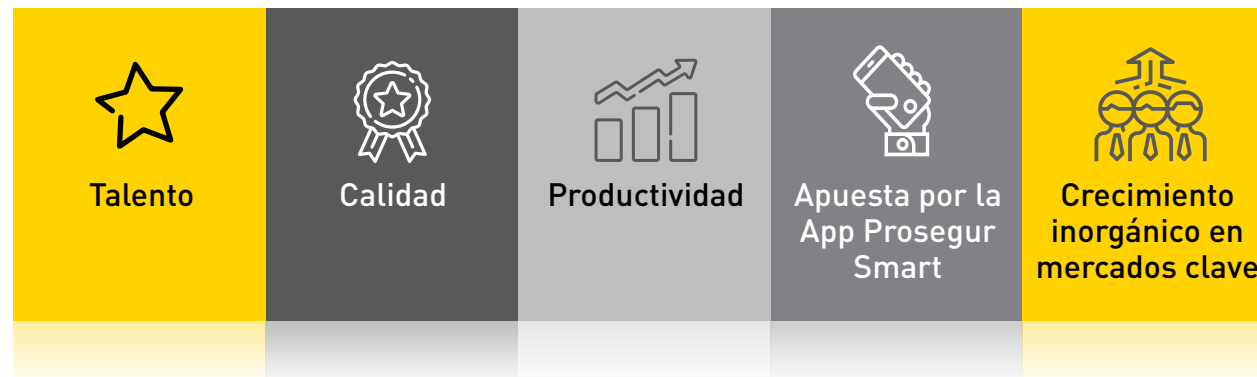 Talento
Calidad
Productividad
Apuesta por la
App Prosegur
Smart
Crecimiento
inorgánico en
mercados clave